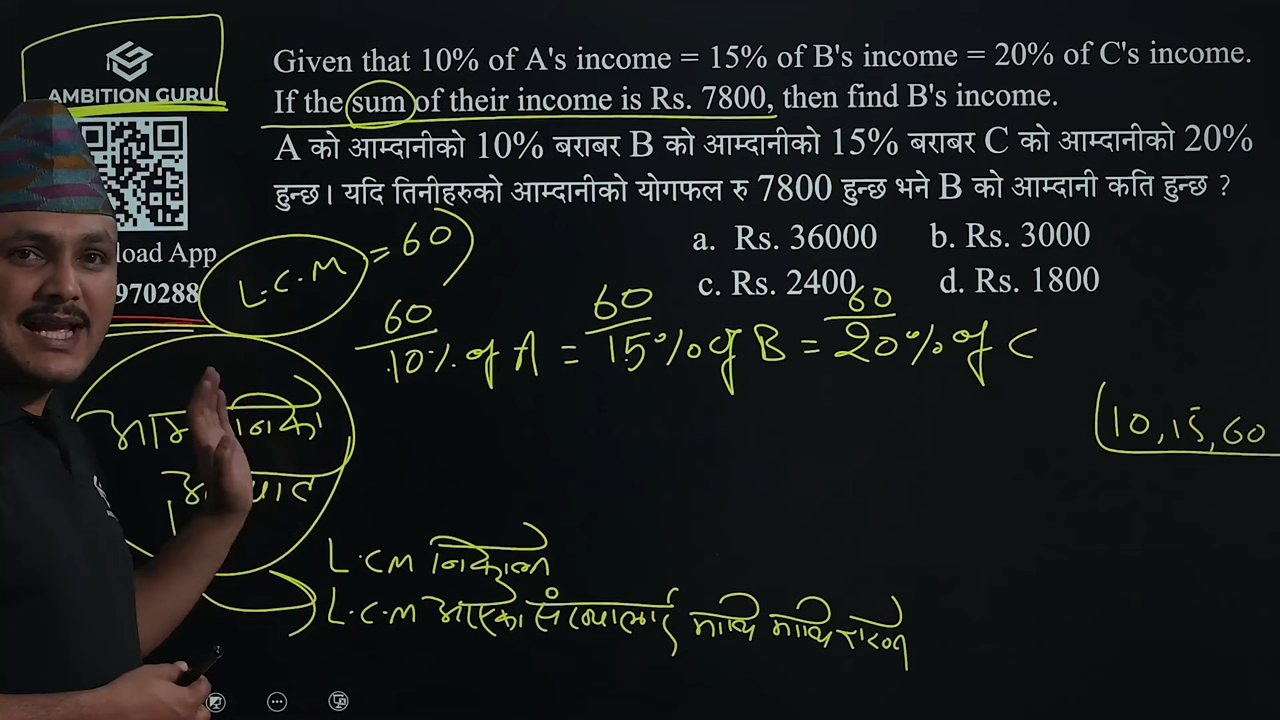 AMBITION GURU
Given that 10% of A's income = 15% of B's income = 20% of C's income.
If the sum of their income is Rs. 7800, then find B's income.
A को आम्दानीको 10% बराबर B को आम्दानीको 15% बराबर C को आम्दानीको 20%
हुन्छ। यदि तिनीहरुको आम्दानीको योगफल रु 7800 हुन्छ भने B को आम्दानी कति हुन्छ ?
a. Rs. 36000 b. Rs. 3000
c. Rs. 2400 d. Rs. 1800
load App
970288
L.C.M = 60
60 60 60
10% of A = 15% of B = 20% of C
10, 15, 60
L.CM निकाल्ने
L.C.M आएका संख्यालाई माथि माथि राख्ने